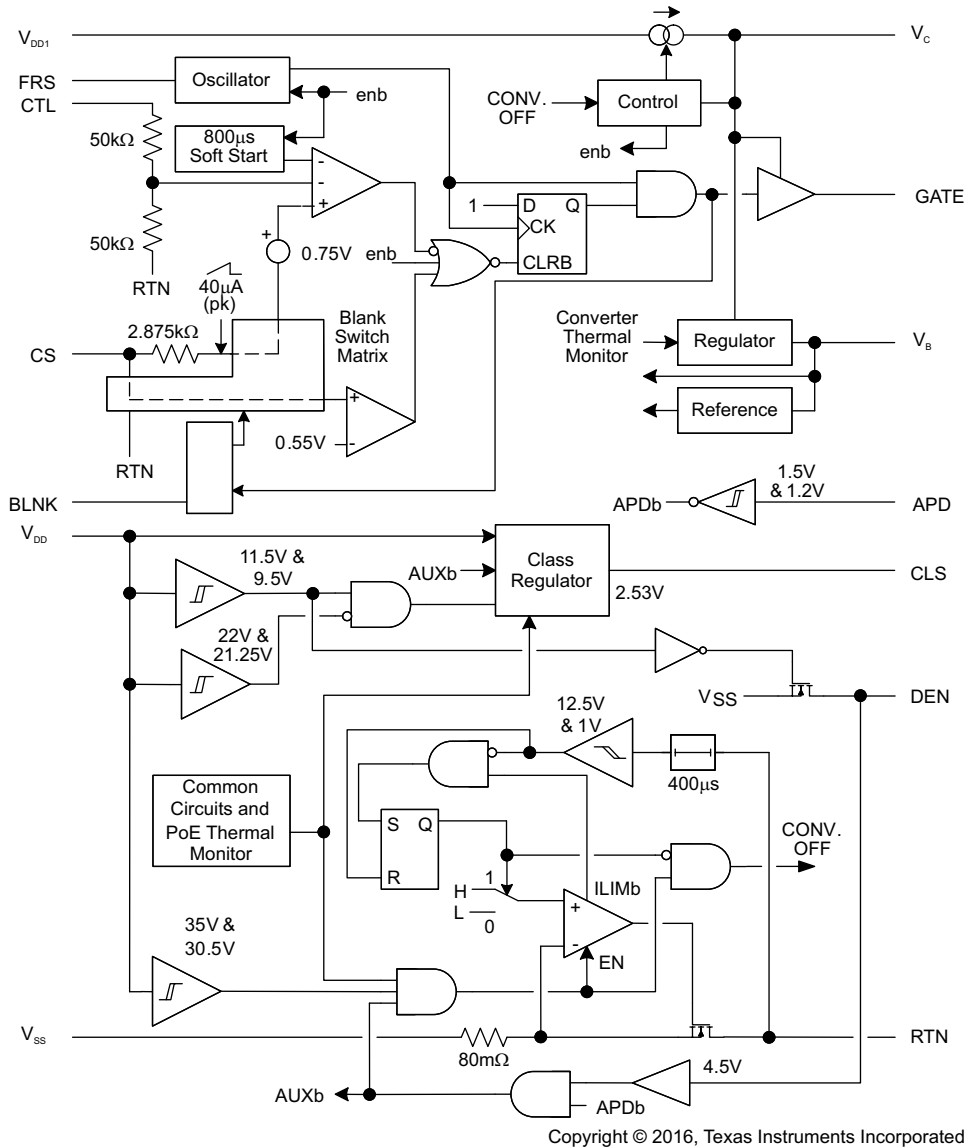 V_DD1
V_C
FRS
Oscillator
CTL
enb
CONV.
OFF
Control
50kΩ
800µs
Soft Start
enb
-
-
+
GATE
1
D
Q
CK
CLRB
50kΩ
+
0.75V
enb
RTN
40µA
(pk)
2.875kΩ
Blank
Switch
Matrix
Converter
Thermal
Monitor
Regulator
V_B
CS
Reference
+
0.55V
-
RTN
1.5V
& 1.2V
BLNK
APDb
APD
V_DD
11.5V &
9.5V
AUXb
Class
Regulator
CLS
2.53V
22V &
21.25V
VSS
DEN
12.5V
& 1V
400µs
Common
Circuits and
PoE Thermal
Monitor
S
Q
R
CONV.
OFF
H
1
L
0
ILIMb
+
-
EN
35V &
30.5V
V_SS
80mΩ
RTN
4.5V
AUXb
APDb
Copyright © 2016, Texas Instruments Incorporated